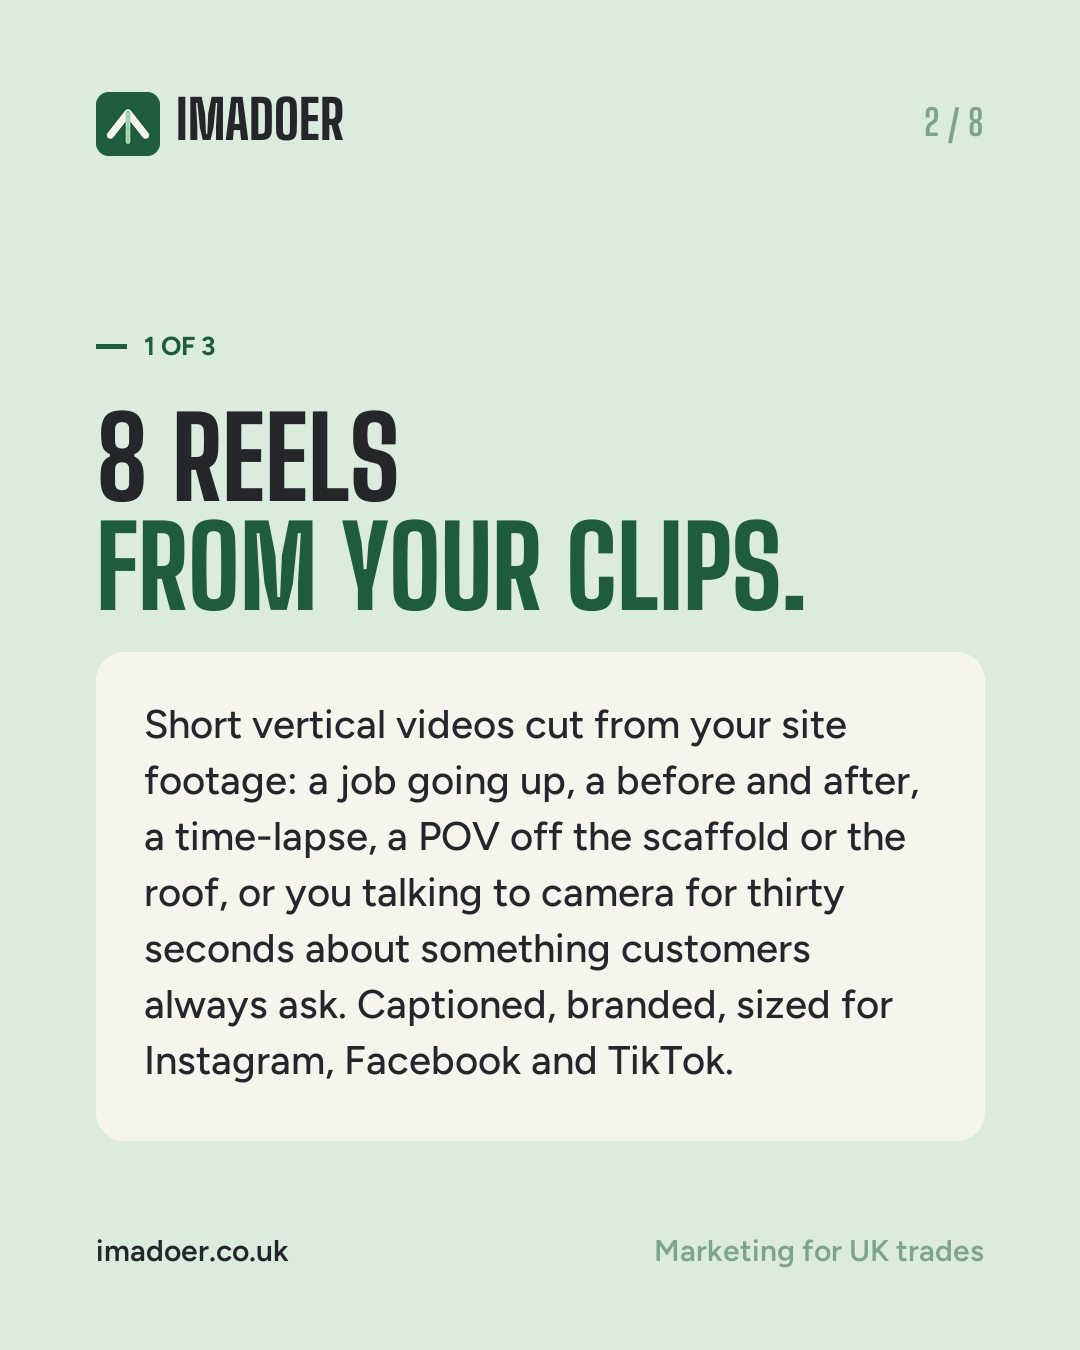 IMADOER
2 / 8
1 OF 3
8 REELS
FROM YOUR CLIPS.
Short vertical videos cut from your site
footage: a job going up, a before and after,
a time-lapse, a POV off the scaffold or the
roof, or you talking to camera for thirty
seconds about something customers
always ask. Captioned, branded, sized for
Instagram, Facebook and TikTok.
imadoer.co.uk
Marketing for UK trades